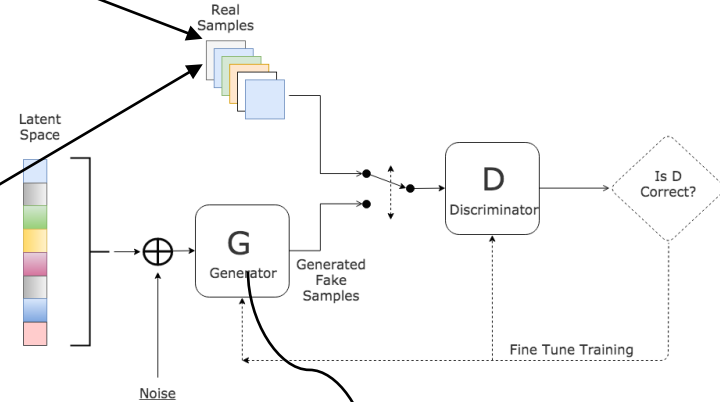 Real
Samples
Latent
Space
G
Generator
Generated
Fake
Samples
D
Discriminator
Is D
Correct?
Fine Tune Training
Noise